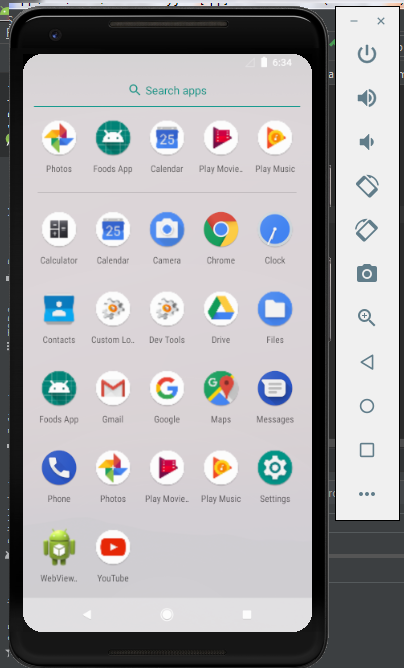 6:34
Search apps
Photos Foods App Calendar Play Movie.. Play Music
25
Calculator Calendar Camera Chrome Clock
25
Contacts Custom Lo.. Dev Tools Drive Files
Foods App Gmail Google Maps Messages
Phone Photos Play Movie.. Play Music Settings
WebView.. YouTube